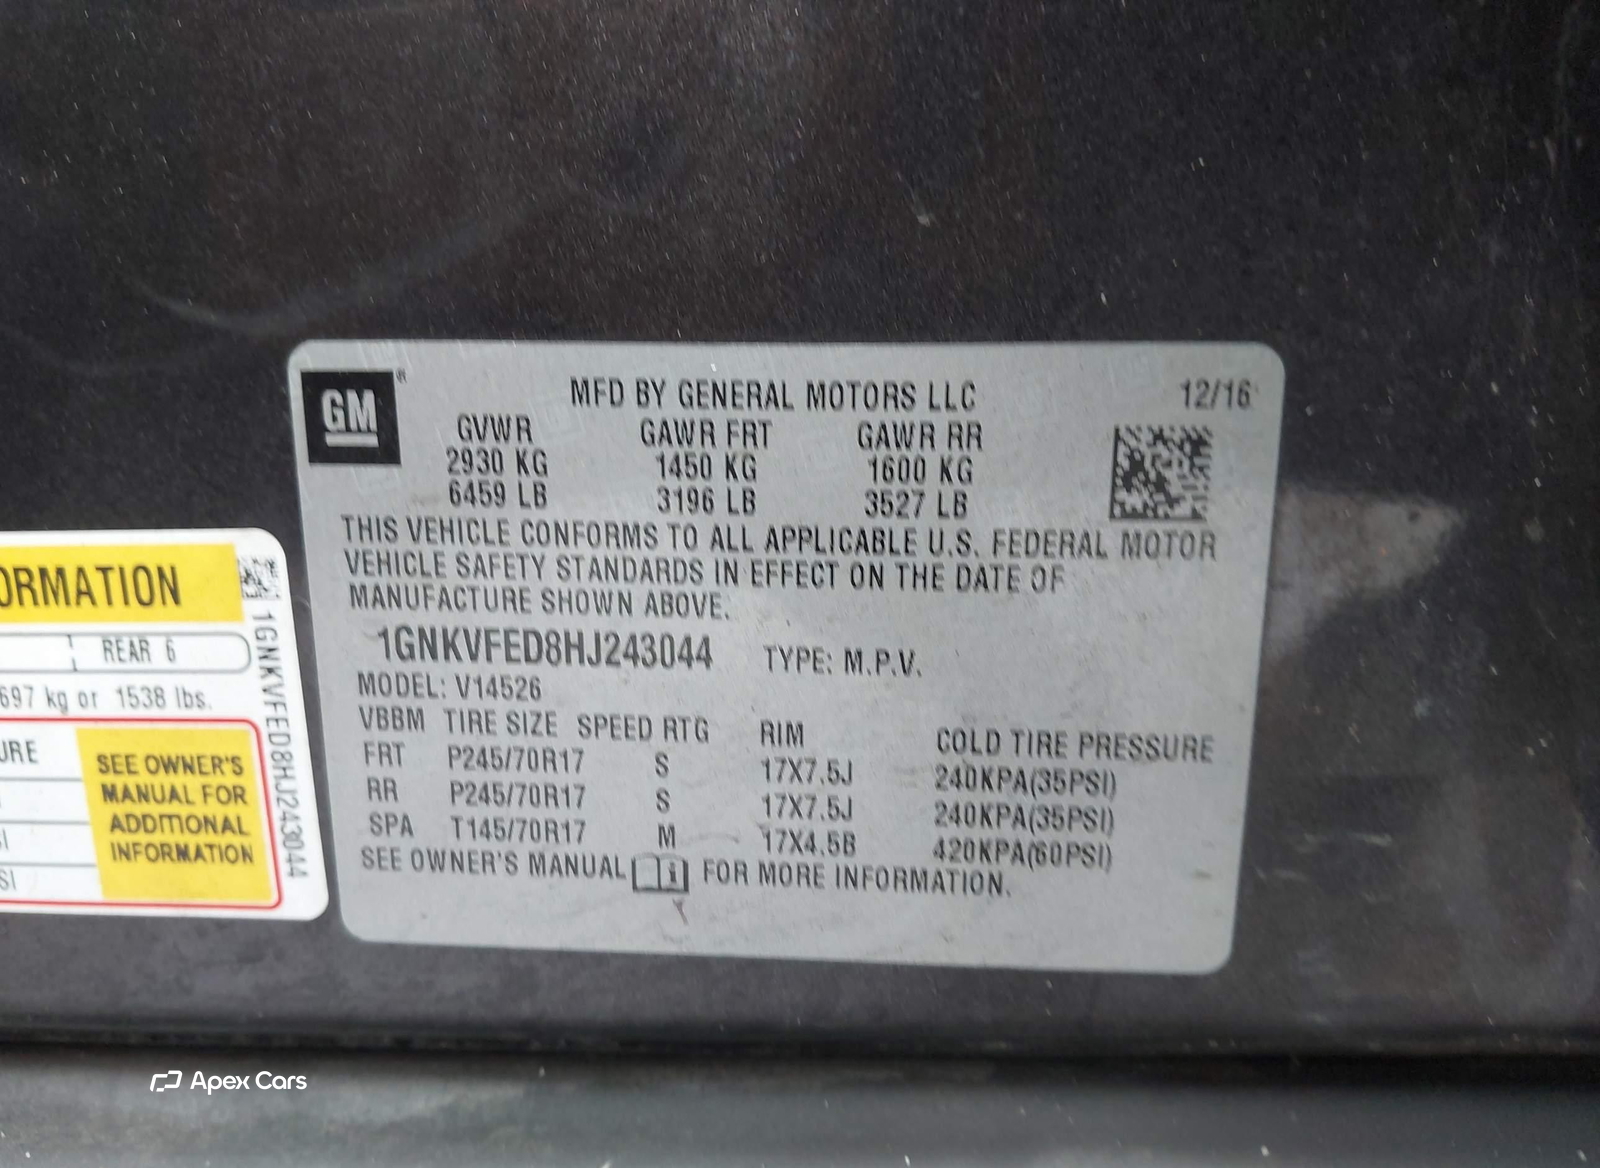 GM
MFD BY GENERAL MOTORS LLC 12/16
GVWR GAWR FRT GAWR RR
2930 KG 1450 KG 1600 KG
6459 LB 3196 LB 3527 LB
THIS VEHICLE CONFORMS TO ALL APPLICABLE U.S. FEDERAL MOTOR
VEHICLE SAFETY STANDARDS IN EFFECT ON THE DATE OF
MANUFACTURE SHOWN ABOVE.
1GNKVFED8HJ243044 TYPE: M.P.V.
MODEL: V14526
VBBM TIRE SIZE SPEED RTG RIM COLD TIRE PRESSURE
FRT P245/70R17 S 17X7.5J 240KPA(35PSI)
RR P245/70R17 S 17X7.5J 240KPA(35PSI)
SPA T145/70R17 M 17X4.5B 420KPA(60PSI)
SEE OWNER'S MANUAL FOR MORE INFORMATION.
ORMATION
REAR 6
697 kg or 1538 lbs.
URE
SI
SEE OWNER'S
MANUAL FOR
ADDITIONAL
INFORMATION
1GNKVFED8HJ243044
Apex Cars